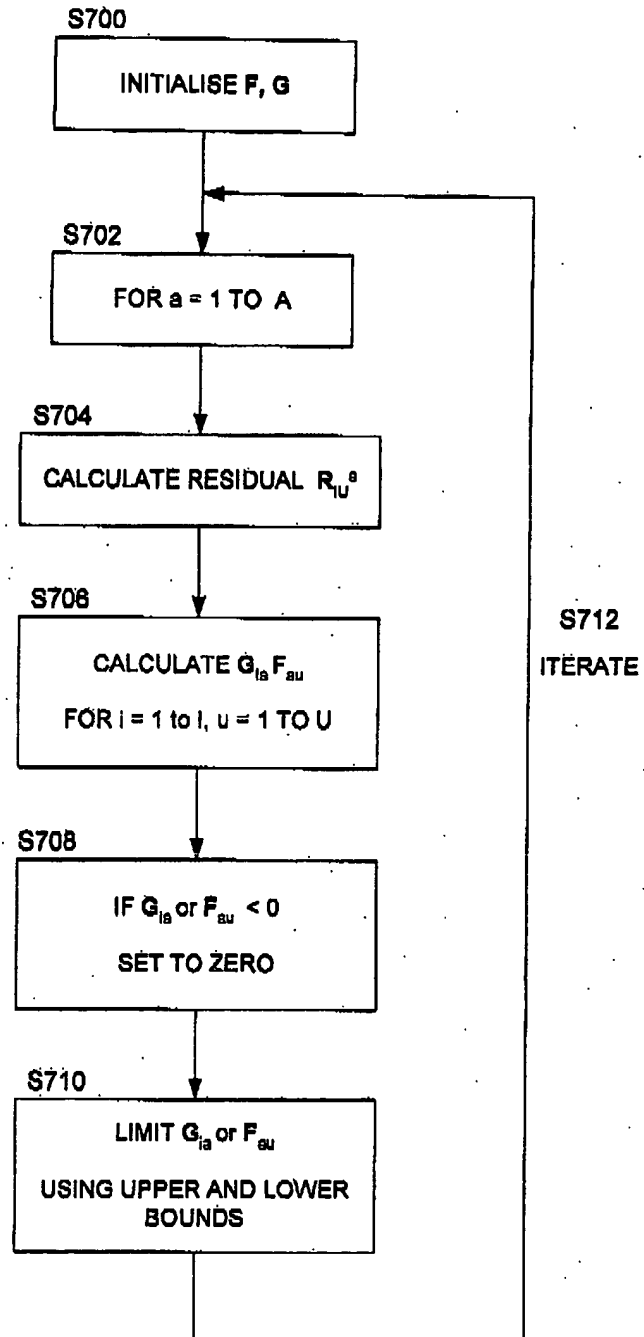 S700
INITIALISE F, G
S702
FOR a = 1 TO A
S704
CALCULATE RESIDUAL R_IU^a
S706
CALCULATE G_ia F_au
FOR i = 1 to I, u = 1 TO U
S708
IF G_ia or F_au < 0
SET TO ZERO
S710
LIMIT G_ia or F_au
USING UPPER AND LOWER
BOUNDS
S712
ITERATE